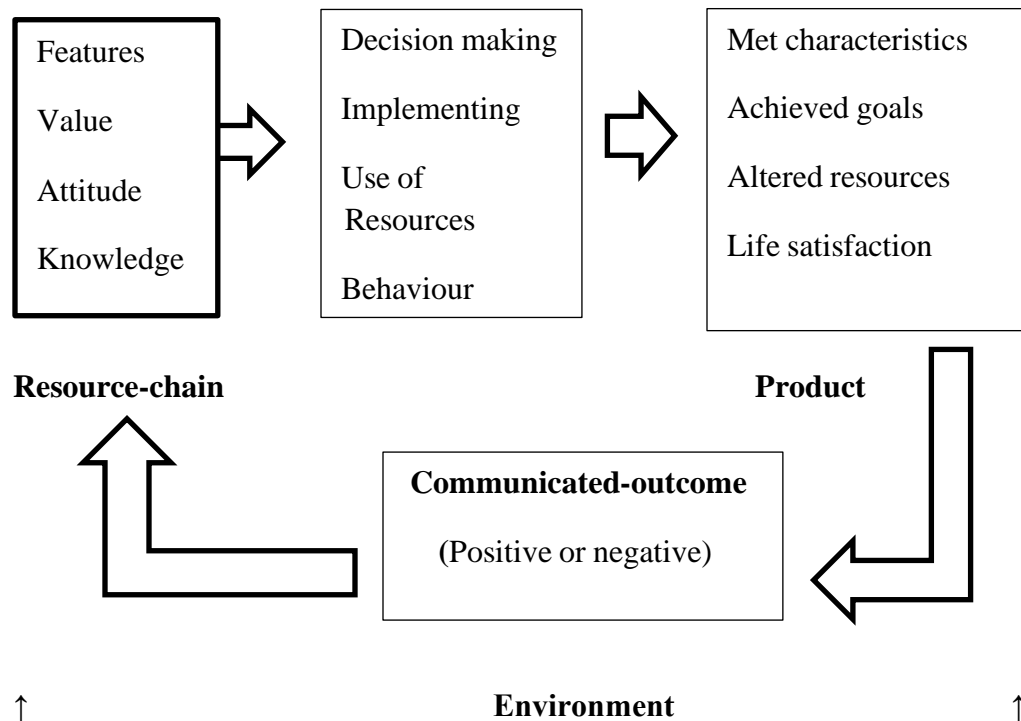 Features
Value
Attitude
Knowledge
Decision making
Implementing
Use of
Resources
Behaviour
Met characteristics
Achieved goals
Altered resources
Life satisfaction
Resource-chain
Product
Communicated-outcome
(Positive or negative)
↑ Environment ↑